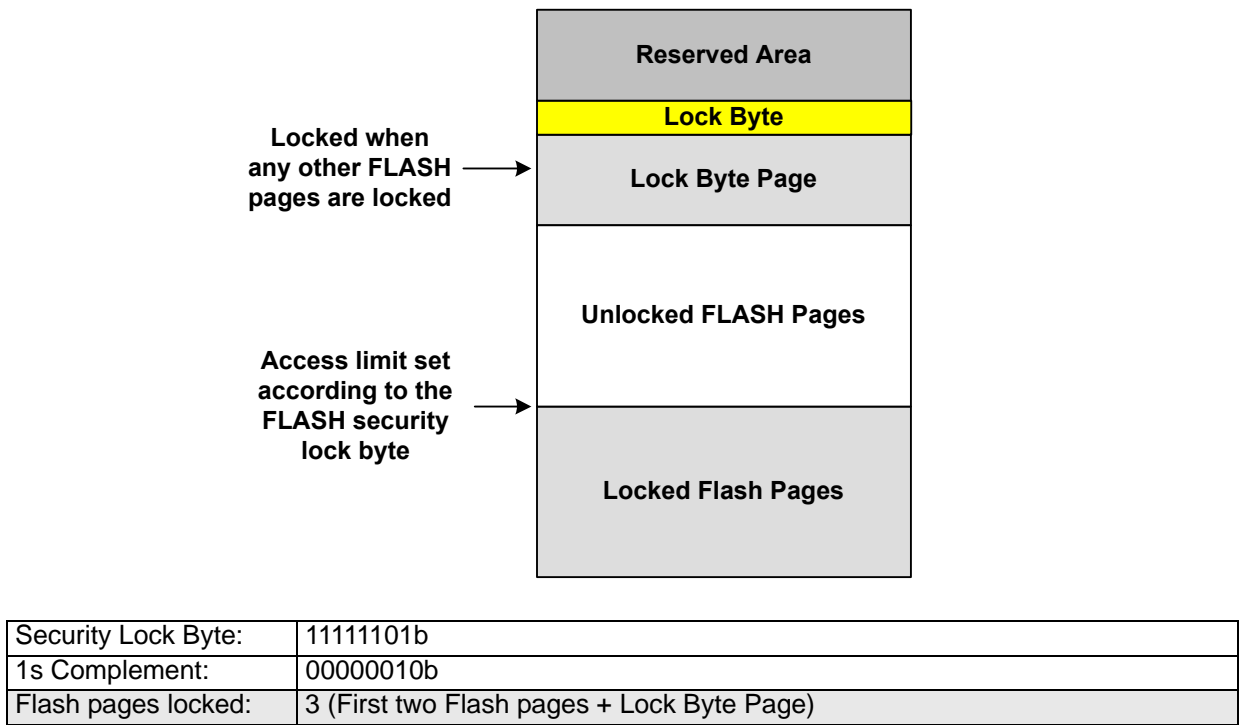 Reserved Area
Lock Byte
Locked when
any other FLASH
pages are locked
Lock Byte Page
Unlocked FLASH Pages
Access limit set
according to the
FLASH security
lock byte
Locked Flash Pages
Security Lock Byte: 11111101b
1s Complement: 00000010b
Flash pages locked: 3 (First two Flash pages + Lock Byte Page)